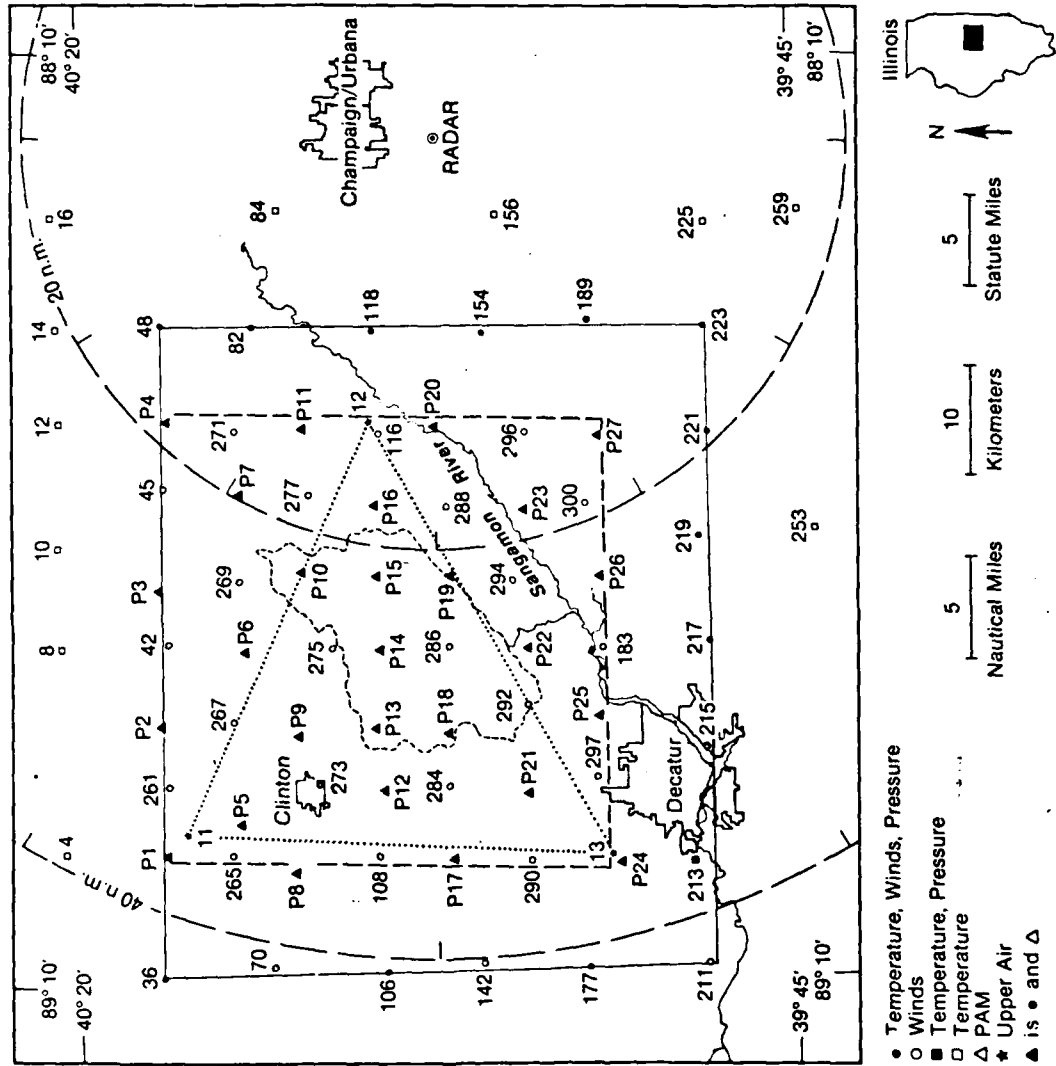 89° 10'
40° 20'
4
8
10
12
14
16
88° 10'
40° 20'
40 n.m.
20 n.m.
36
P1
261
P2
42
P3
45
P4
48
11
70
265
P5
267
P6
269
P7
271
82
84
P8
Clinton
273
P9
275
P10
277
P11
Champaign/Urbana
106
108
P12
P13
P14
P15
P16
116
12
118
RADAR
142
P17
284
P18
286
P19
288
P20
154
156
290
P21
292
P22
294
P23
296
Sangamon River
177
13
P24
297
P25
183
P26
300
P27
189
211
213
Decatur
215
217
219
221
223
225
253
259
39° 45'
89° 10'
39° 45'
88° 10'
• Temperature, Winds, Pressure
○ Winds
■ Temperature, Pressure
□ Temperature
△ PAM
★ Upper Air
▲ is • and △
5
Nautical Miles
10
Kilometers
5
Statute Miles
N
Illinois